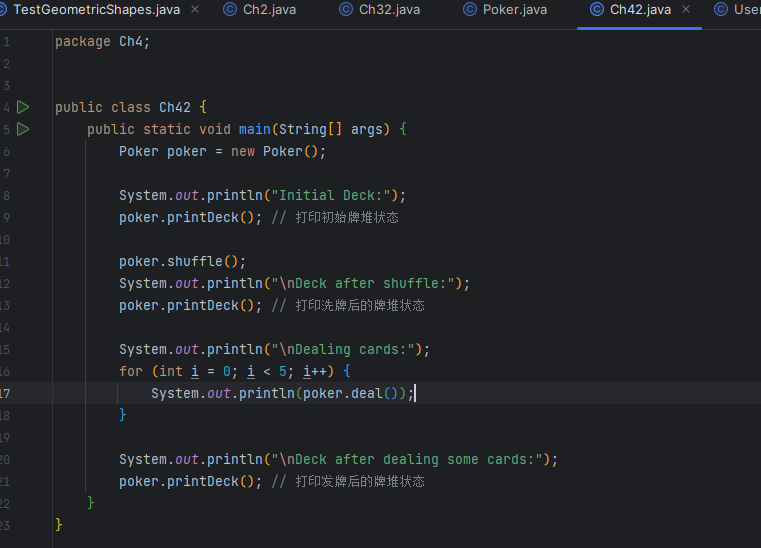 TestGeometricShapes.java × Ch2.java Ch32.java Poker.java Ch42.java × User
1 package Ch4;
2
3
4 public class Ch42 {
5 public static void main(String[] args) {
6 Poker poker = new Poker();
7
8 System.out.println("Initial Deck:");
9 poker.printDeck(); // 打印初始牌堆状态
10
11 poker.shuffle();
12 System.out.println("\nDeck after shuffle:");
13 poker.printDeck(); // 打印洗牌后的牌堆状态
14
15 System.out.println("\nDealing cards:");
16 for (int i = 0; i < 5; i++) {
17 System.out.println(poker.deal());
18 }
19
20 System.out.println("\nDeck after dealing some cards:");
21 poker.printDeck(); // 打印发牌后的牌堆状态
22 }
23 }